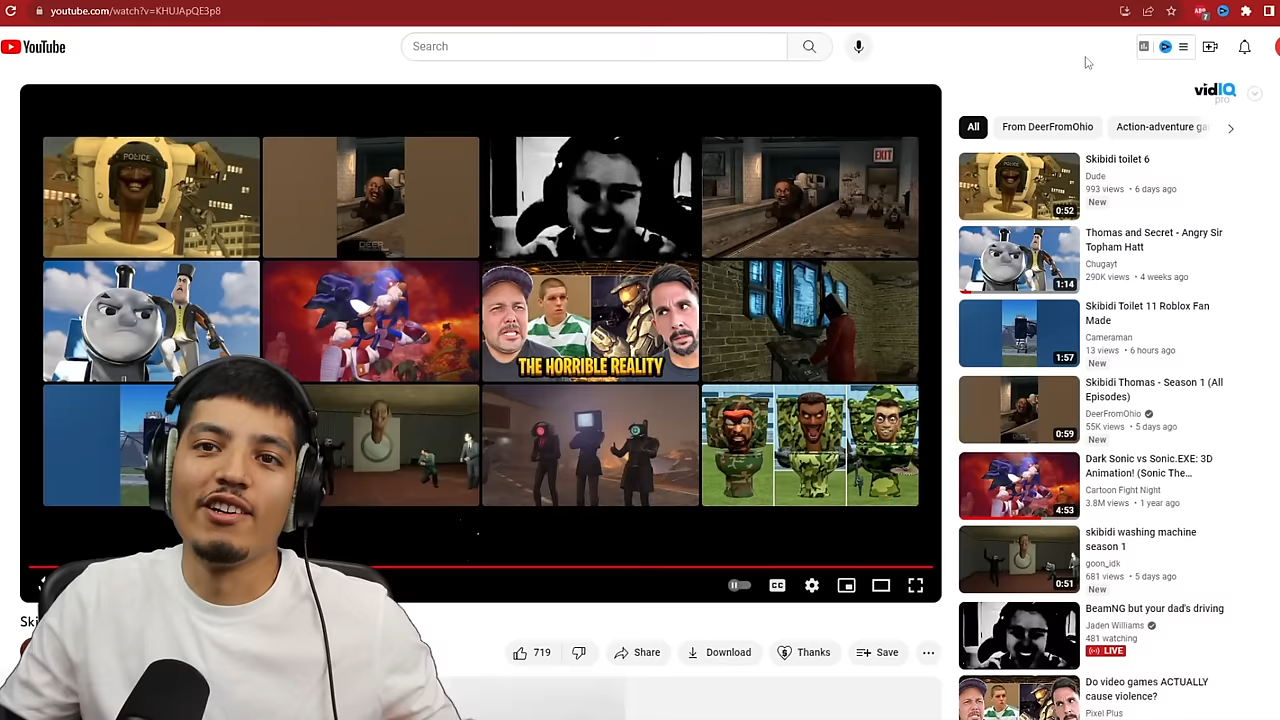 youtube.com/watch?v=KHUJApQE3p8
ABP
7
YouTube
Search
vidIQ
pro
All
From DeerFromOhio
Action-adventure ga
POLICE
EXIT
DEER
THE HORRIBLE REALITY
CC
Ski
719
Share
Download
Thanks
Save
Skibidi toilet 6
Dude
993 views • 6 days ago
New
0:52
Thomas and Secret - Angry Sir
Topham Hatt
Chugayt
290K views • 4 weeks ago
1:14
Skibidi Toilet 11 Roblox Fan
Made
Cameraman
13 views • 6 hours ago
New
1:57
Skibidi Thomas - Season 1 (All
Episodes)
DeerFromOhio
55K views • 5 days ago
New
0:59
Dark Sonic vs Sonic.EXE: 3D
Animation! (Sonic The...
Cartoon Fight Night
3.8M views • 1 year ago
4:53
skibidi washing machine
season 1
goon_idk
681 views • 5 days ago
New
0:51
BeamNG but your dad's driving
Jaden Williams
481 watching
LIVE
Do video games ACTUALLY
cause violence?
Pixel Plus